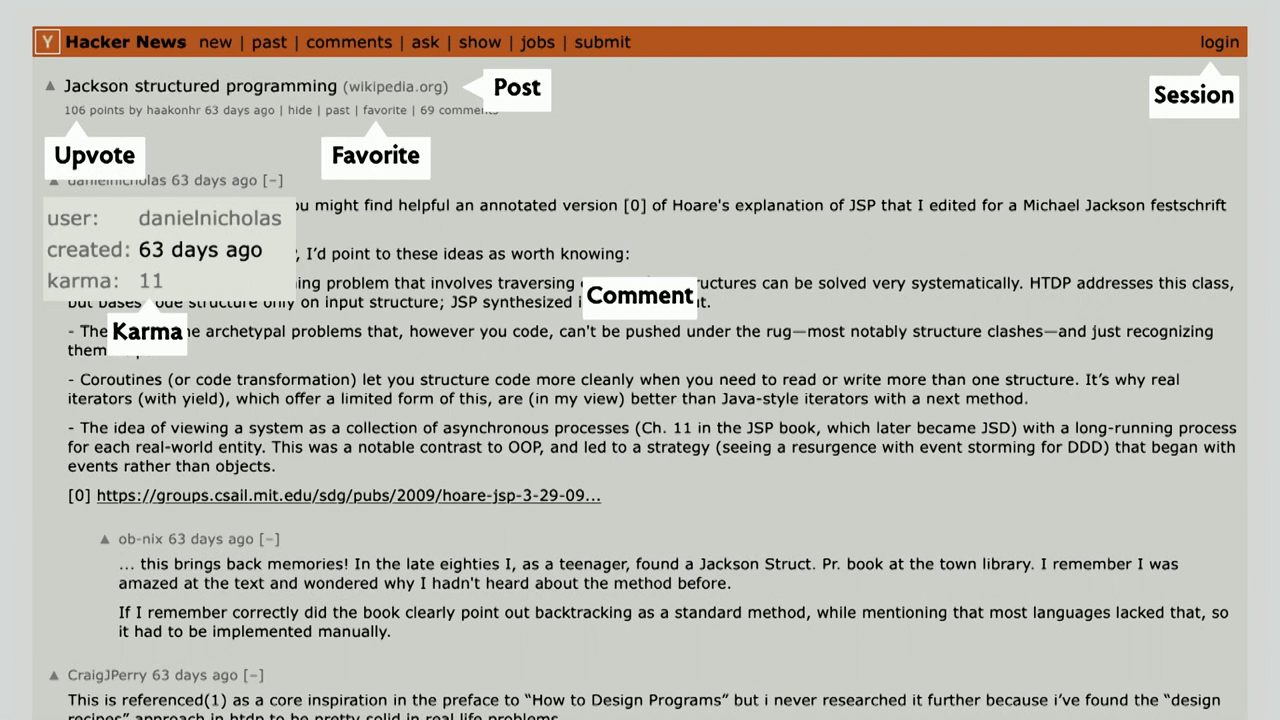 Y Hacker News new | past | comments | ask | show | jobs | submit login
▲ Jackson structured programming (wikipedia.org)
Post
Session
106 points by haakonhr 63 days ago | hide | past | favorite | 69 comments
Upvote
Favorite
▲ danielnicholas 63 days ago [–]
you might find helpful an annotated version [0] of Hoare's explanation of JSP that I edited for a Michael Jackson festschrift
user: danielnicholas
created: 63 days ago
karma: 11
, I'd point to these ideas as worth knowing:
problem that involves traversing structures can be solved very systematically. HTDP addresses this class,
but bases code structure only on input structure; JSP synthesized
Comment
Karma
- The archetypal problems that, however you code, can't be pushed under the rug—most notably structure clashes—and just recognizing
them
- Coroutines (or code transformation) let you structure code more cleanly when you need to read or write more than one structure. It's why real
iterators (with yield), which offer a limited form of this, are (in my view) better than Java-style iterators with a next method.
- The idea of viewing a system as a collection of asynchronous processes (Ch. 11 in the JSP book, which later became JSD) with a long-running process
for each real-world entity. This was a notable contrast to OOP, and led to a strategy (seeing a resurgence with event storming for DDD) that began with
events rather than objects.
[0] https://groups.csail.mit.edu/sdg/pubs/2009/hoare-jsp-3-29-09...
▲ ob-nix 63 days ago [–]
... this brings back memories! In the late eighties I, as a teenager, found a Jackson Struct. Pr. book at the town library. I remember I was
amazed at the text and wondered why I hadn't heard about the method before.
If I remember correctly did the book clearly point out backtracking as a standard method, while mentioning that most languages lacked that, so
it had to be implemented manually.
▲ CraigJPerry 63 days ago [–]
This is referenced(1) as a core inspiration in the preface to “How to Design Programs” but i never researched it further because i've found the “design
recipes” approach in htdp to be pretty solid in real life problems.